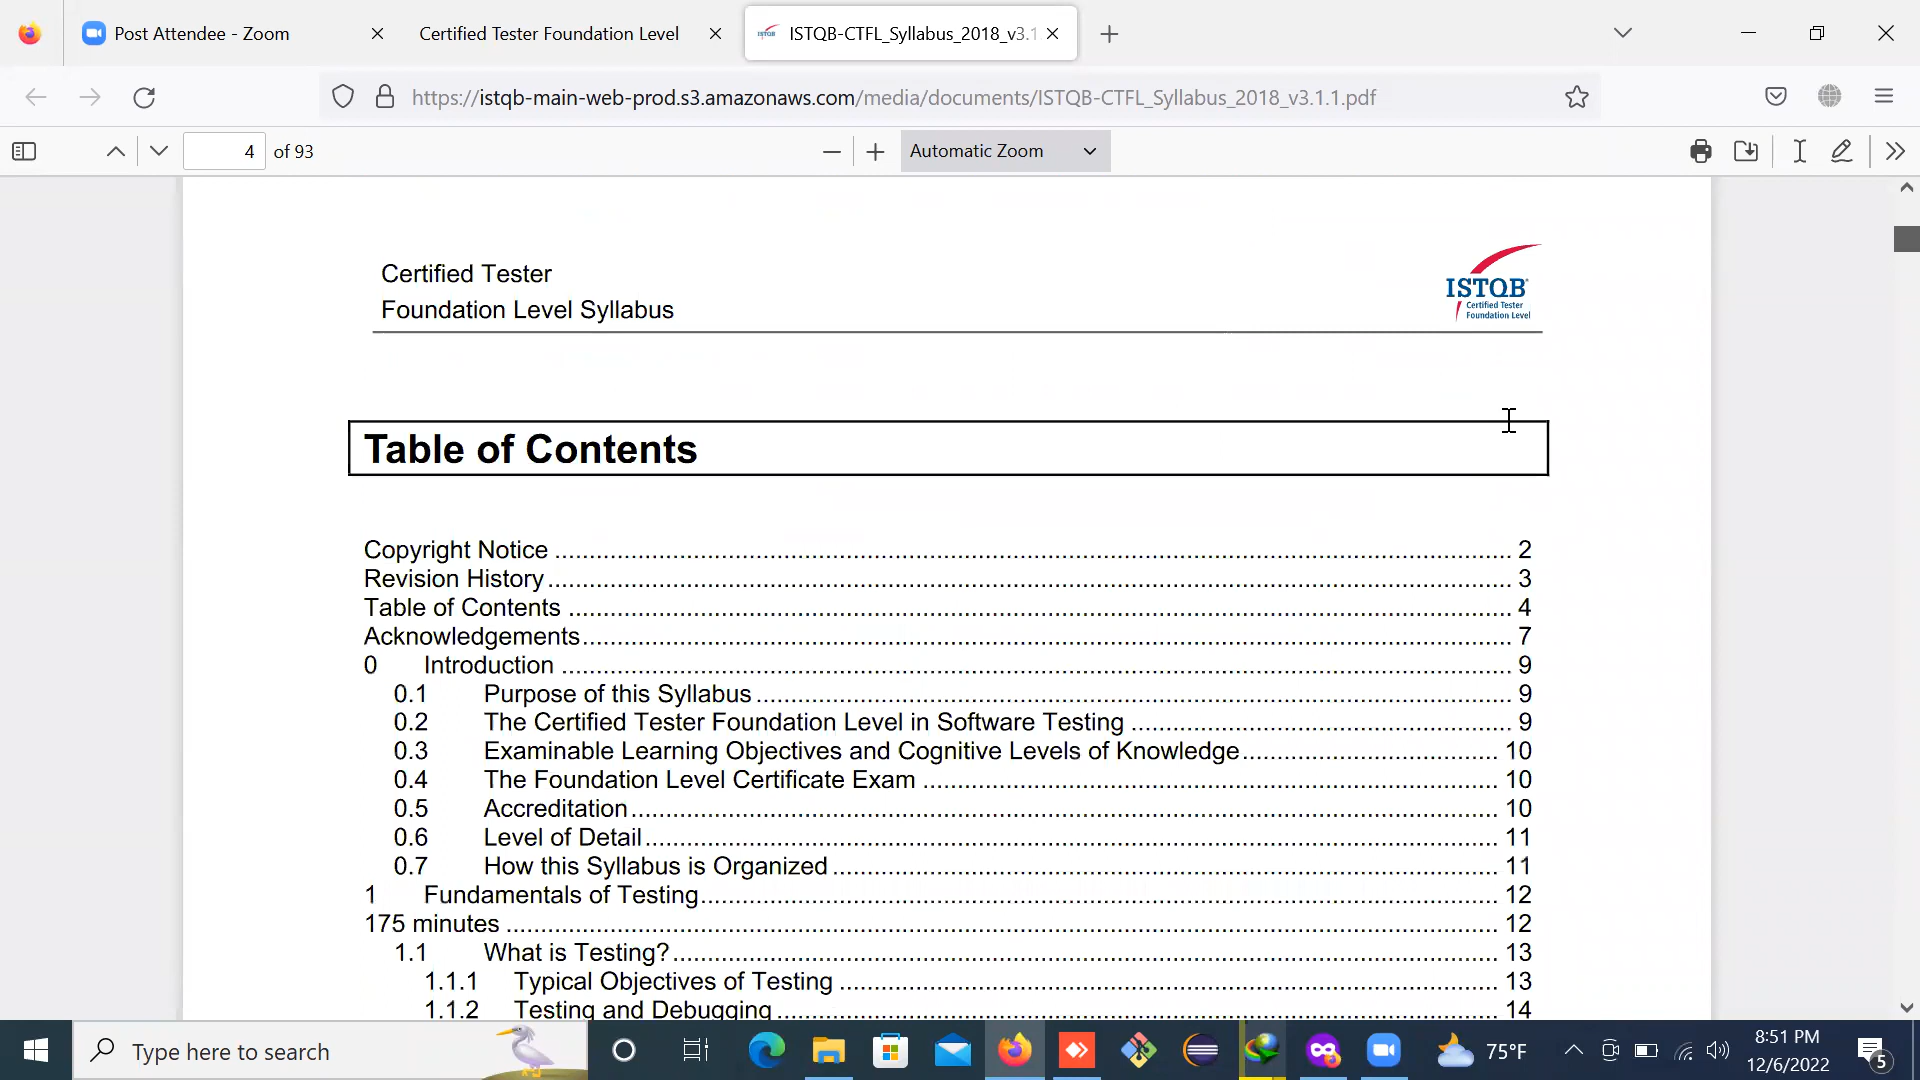 Post Attendee - Zoom
Certified Tester Foundation Level
ISTQB-CTFL_Syllabus_2018_v3.1
https://istqb-main-web-prod.s3.amazonaws.com/media/documents/ISTQB-CTFL_Syllabus_2018_v3.1.1.pdf
4 of 93
Automatic Zoom
Certified Tester
Foundation Level Syllabus
ISTQB
Certified Tester
Foundation Level
Table of Contents
Copyright Notice ........ 2
Revision History ........ 3
Table of Contents ........ 4
Acknowledgements ........ 7
0 Introduction ........ 9
0.1 Purpose of this Syllabus ........ 9
0.2 The Certified Tester Foundation Level in Software Testing ........ 9
0.3 Examinable Learning Objectives and Cognitive Levels of Knowledge ........ 10
0.4 The Foundation Level Certificate Exam ........ 10
0.5 Accreditation ........ 10
0.6 Level of Detail ........ 11
0.7 How this Syllabus is Organized ........ 11
1 Fundamentals of Testing ........ 12
175 minutes ........ 12
1.1 What is Testing? ........ 13
1.1.1 Typical Objectives of Testing ........ 13
1.1.2 Testing and Debugging ........ 14
Type here to search
75°F
8:51 PM
12/6/2022
5